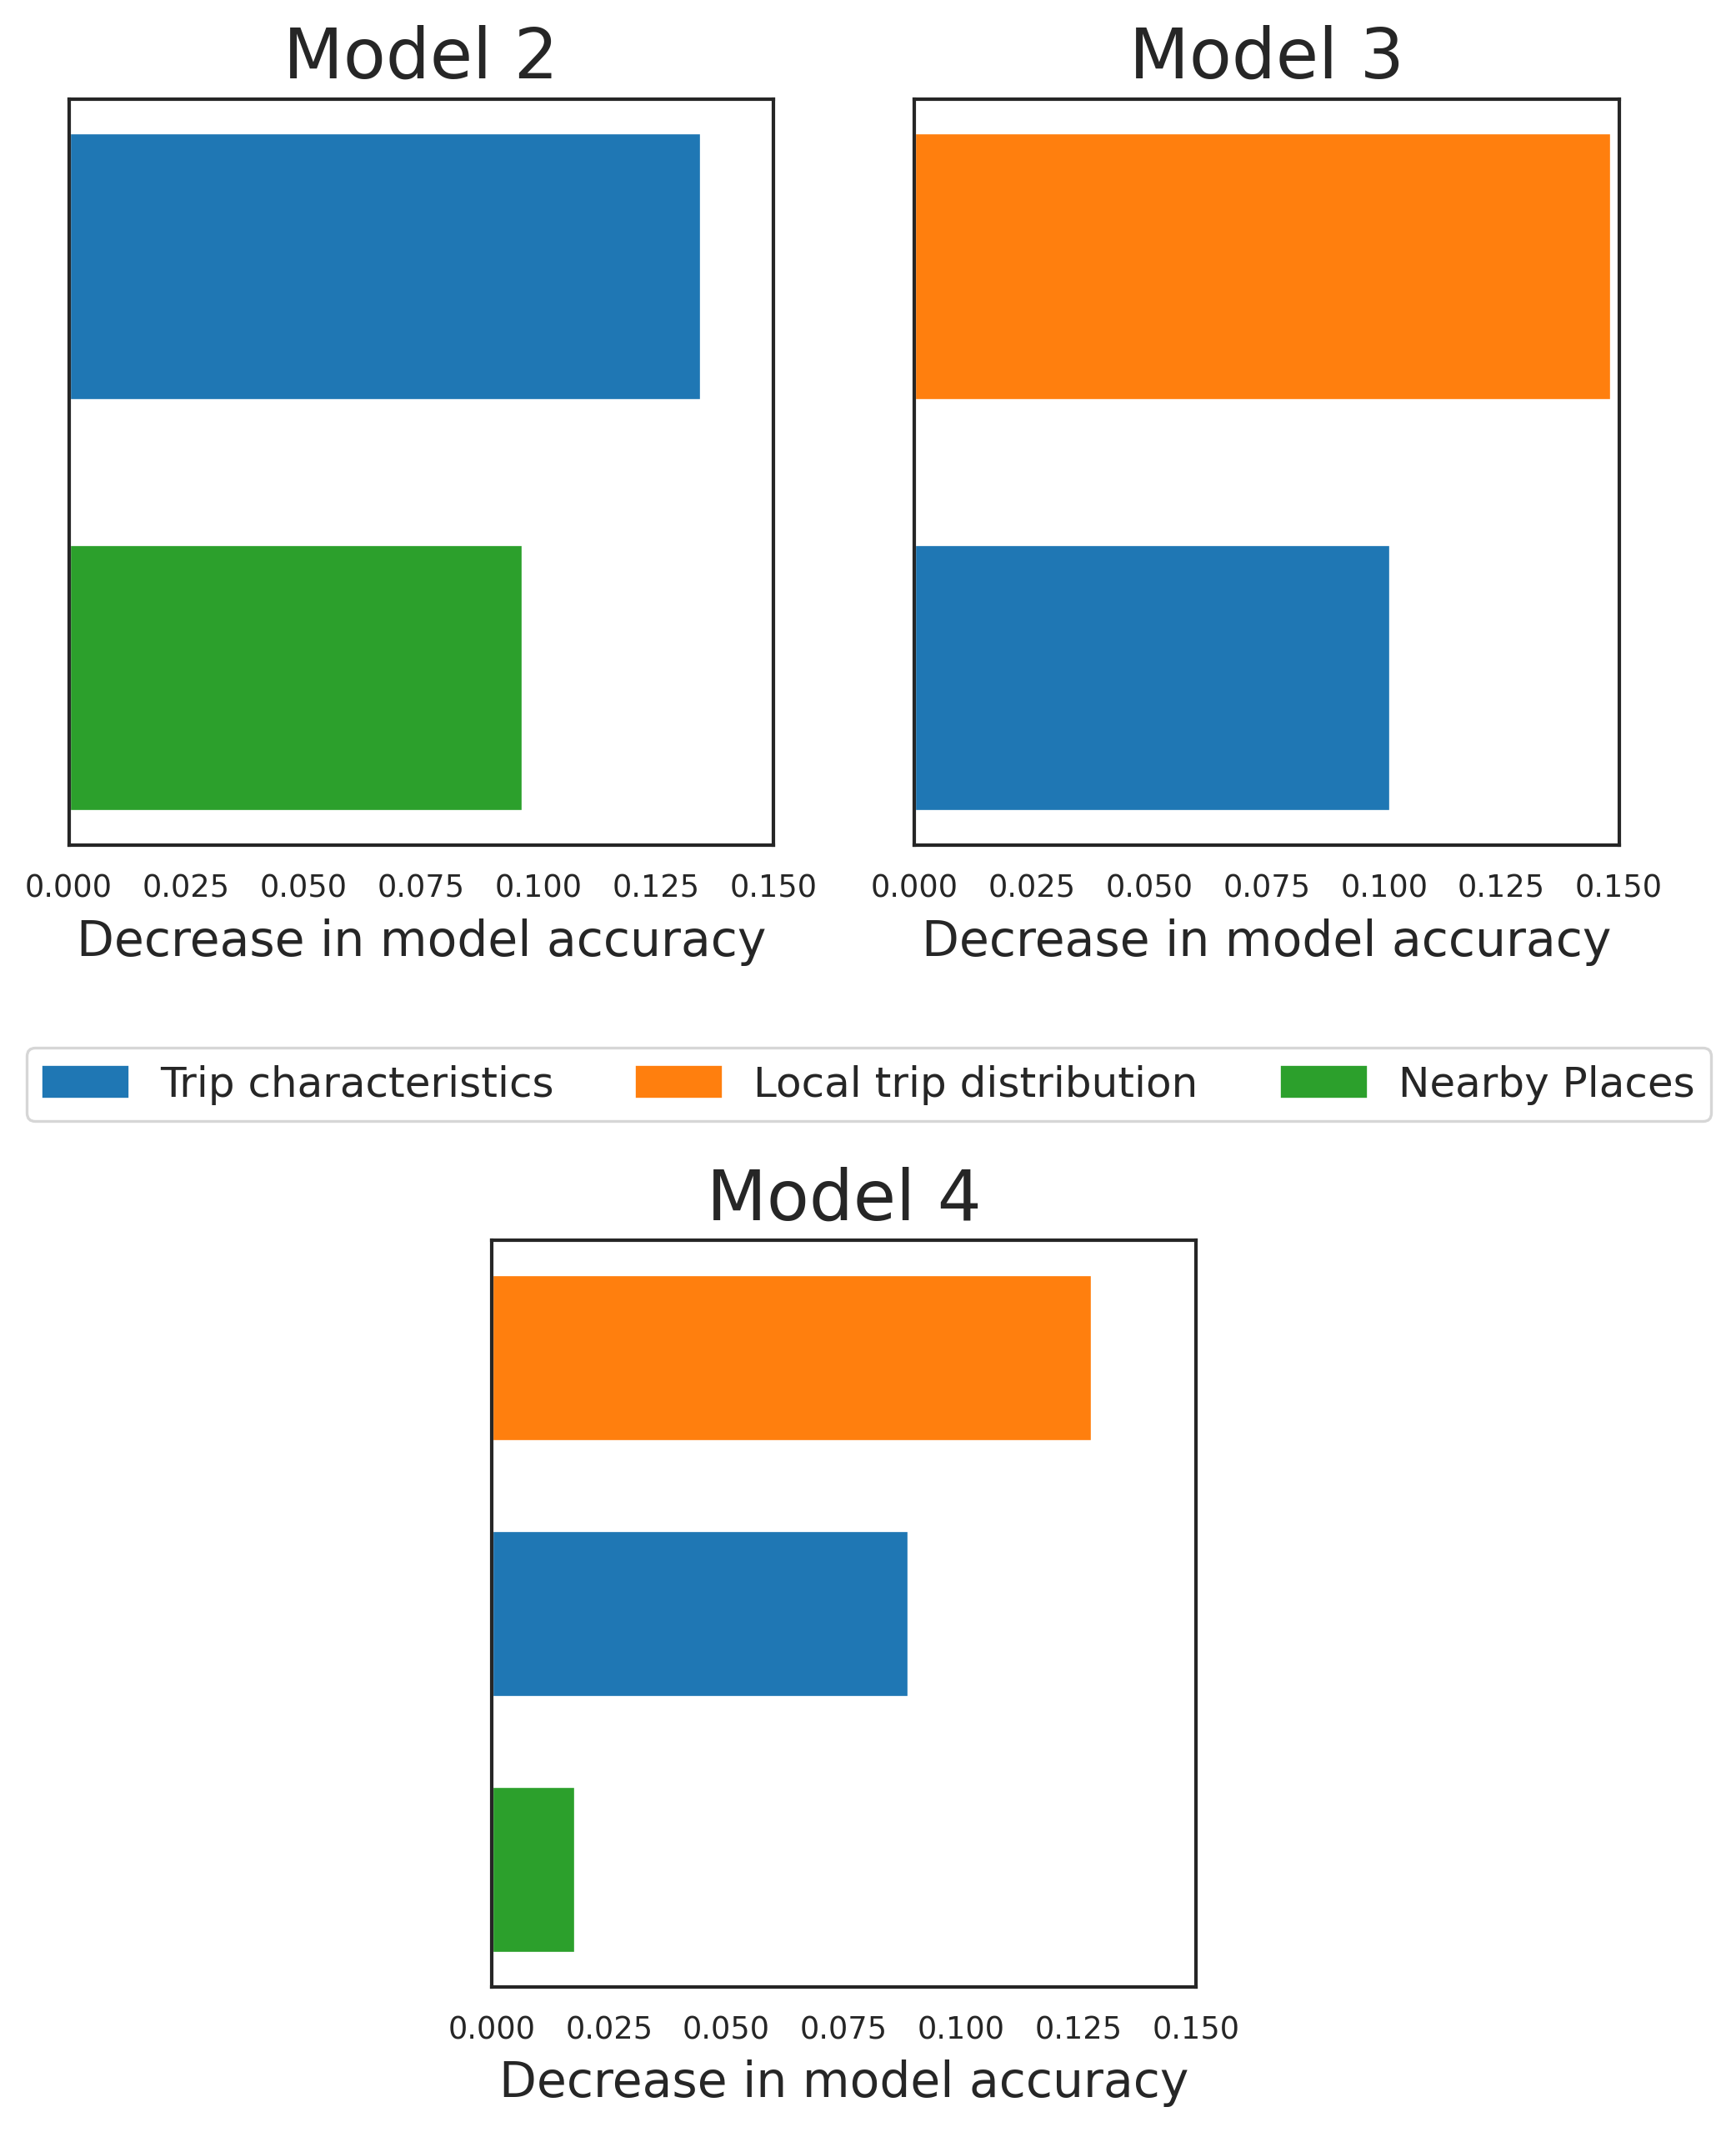 Model 2
Model 3
0.000 0.025 0.050 0.075 0.100 0.125 0.150
Decrease in model accuracy
0.000 0.025 0.050 0.075 0.100 0.125 0.150
Decrease in model accuracy
Trip characteristics
Local trip distribution
Nearby Places
Model 4
0.000 0.025 0.050 0.075 0.100 0.125 0.150
Decrease in model accuracy